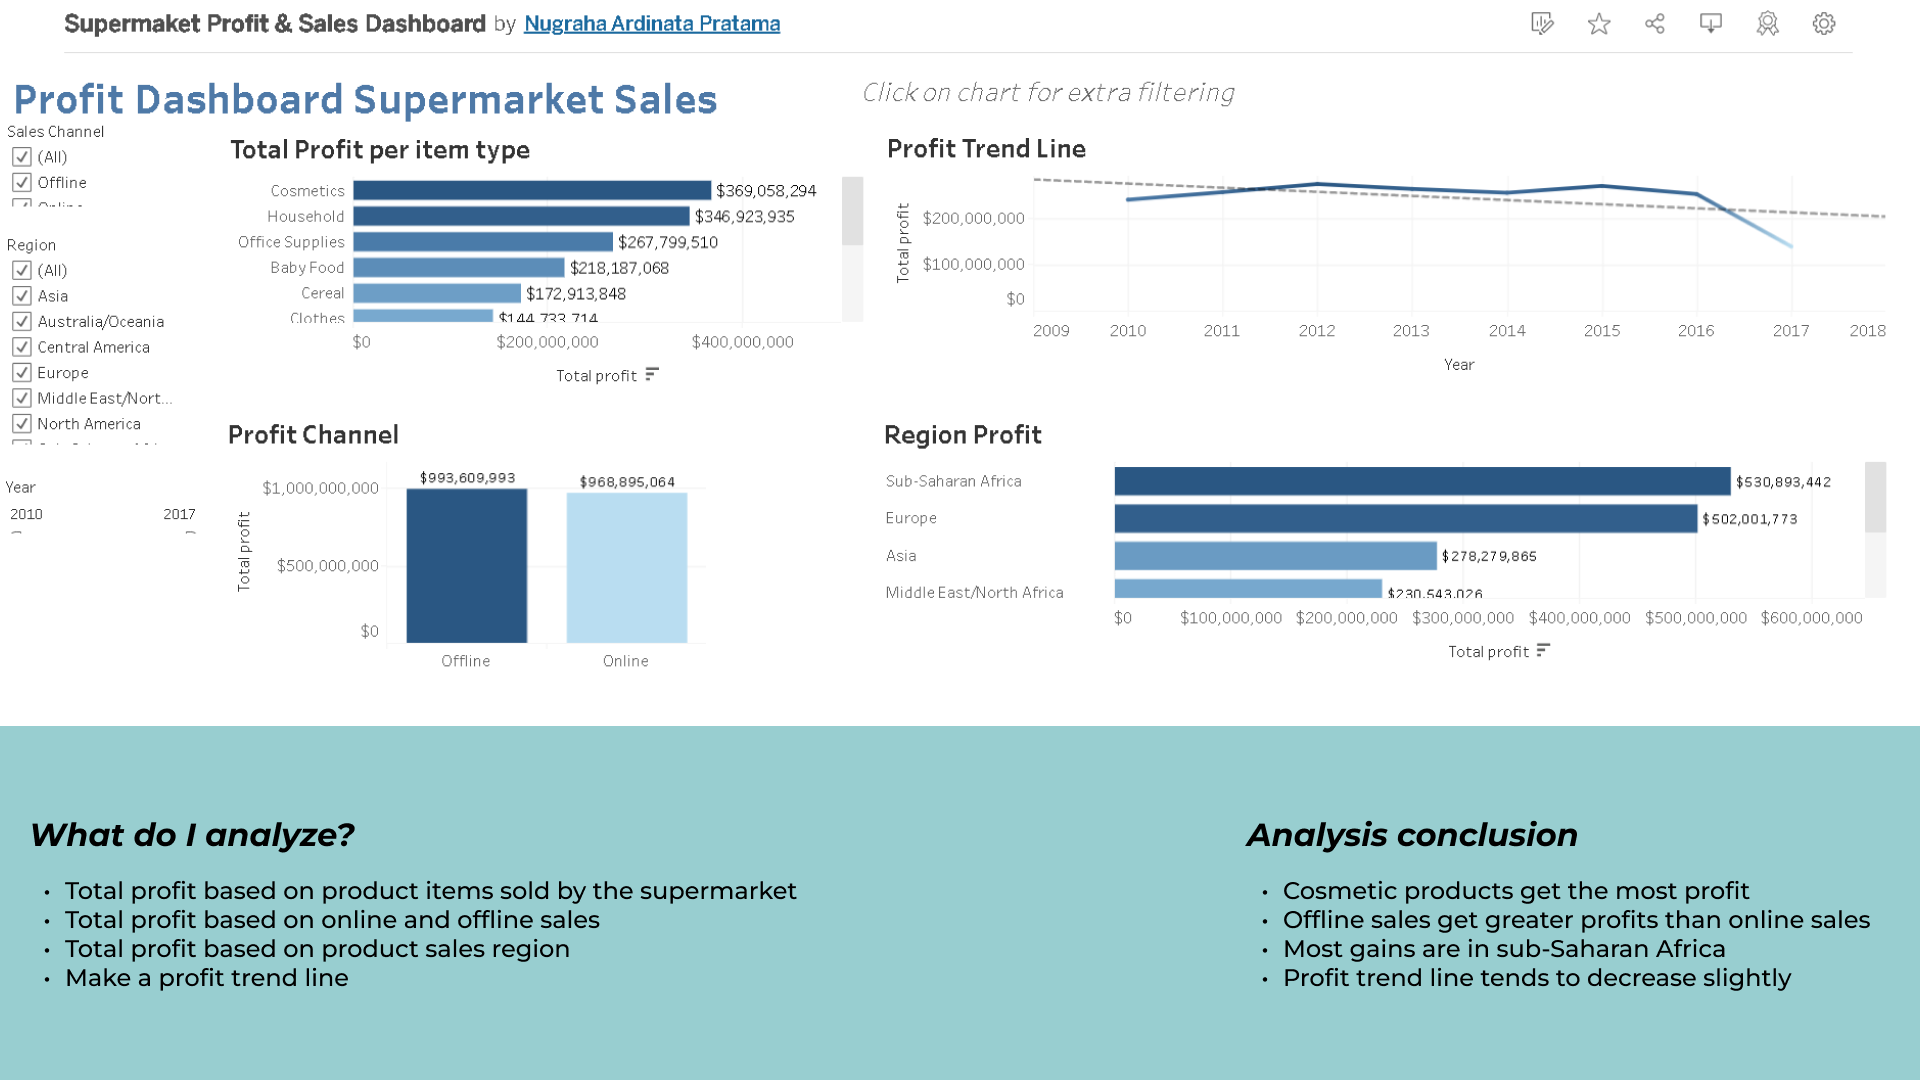 Supermaket Profit & Sales Dashboard by Nugraha Ardinata Pratama
Profit Dashboard Supermarket Sales
Click on chart for extra filtering
Sales Channel
(All)
Offline
Online
Region
(All)
Asia
Australia/Oceania
Central America
Europe
Middle East/Nort...
North America
Year
2010 2017
Total Profit per item type
Cosmetics $369,058,294
Household $346,923,935
Office Supplies $267,799,510
Baby Food $218,187,068
Cereal $172,913,848
Clothes $144,733,714
$0 $200,000,000 $400,000,000
Total profit
Profit Trend Line
Total profit
$200,000,000
$100,000,000
$0
2009 2010 2011 2012 2013 2014 2015 2016 2017 2018
Year
Profit Channel
Total profit
$1,000,000,000
$500,000,000
$0
$993,609,993
$968,895,064
Offline Online
Region Profit
Sub-Saharan Africa $530,893,442
Europe $502,001,773
Asia $278,279,865
Middle East/North Africa $230,543,026
$0 $100,000,000 $200,000,000 $300,000,000 $400,000,000 $500,000,000 $600,000,000
Total profit
What do I analyze?
• Total profit based on product items sold by the supermarket
• Total profit based on online and offline sales
• Total profit based on product sales region
• Make a profit trend line
Analysis conclusion
• Cosmetic products get the most profit
• Offline sales get greater profits than online sales
• Most gains are in sub-Saharan Africa
• Profit trend line tends to decrease slightly